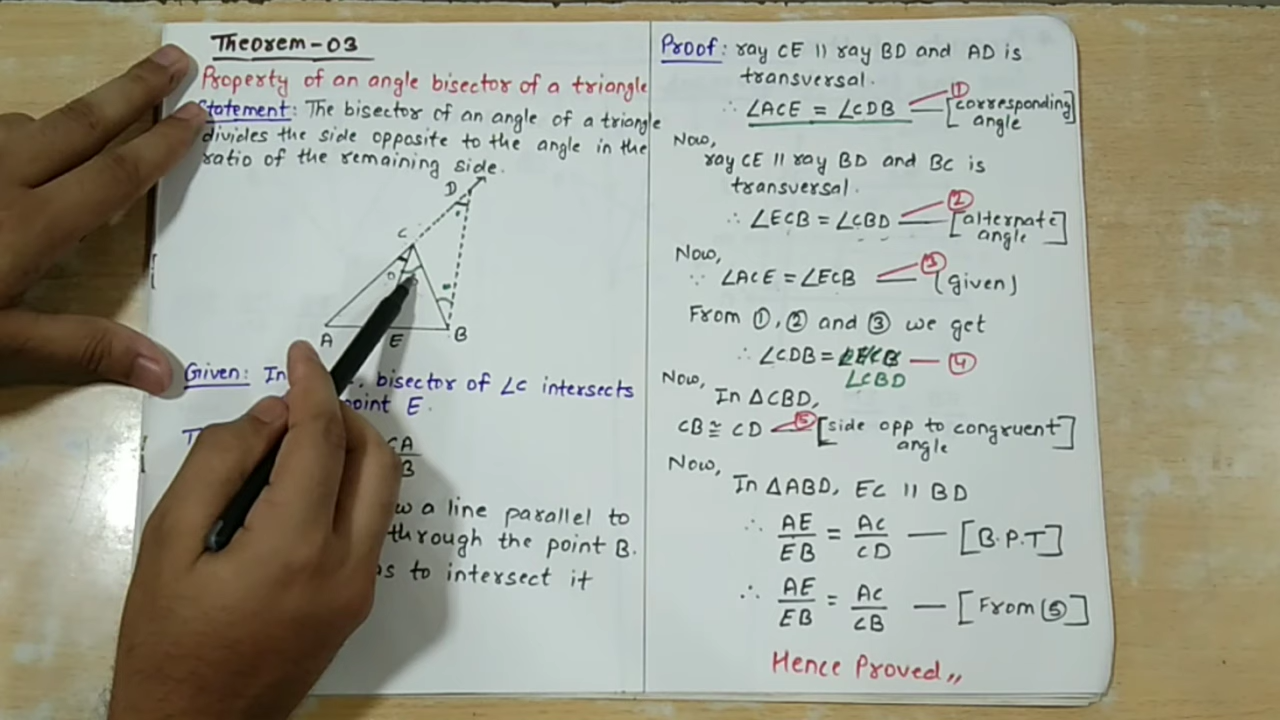 Theorem-03
Property of an angle bisector of a triangle
Statement: The bisector of an angle of a triangle
divides the side opposite to the angle in the
ratio of the remaining side.
D
C
A E B
Given: In bisector of ∠C intersects
point E.
CA
B
a line parallel to
through the point B.
to intersect it
Proof: ray CE || ray BD and AD is
transversal.
∴ ∠ACE = ∠CDB — ① [corresponding
angle]
Now,
ray CE || ray BD and BC is
transversal.
∴ ∠ECB = ∠CBD — ② [alternate
angle]
Now,
∵ ∠ACE = ∠ECB — ③ (given)
From ①, ② and ③ we get
∴ ∠CDB = — ④
∠CBD
Now,
In ΔCBD,
CB ≅ CD — ⑤ [side opp to congruent
angle]
Now,
In ΔABD, EC || BD
∴ AE/EB = AC/CD — [B.P.T]
∴ AE/EB = AC/CB — [From ⑤]
Hence Proved,,